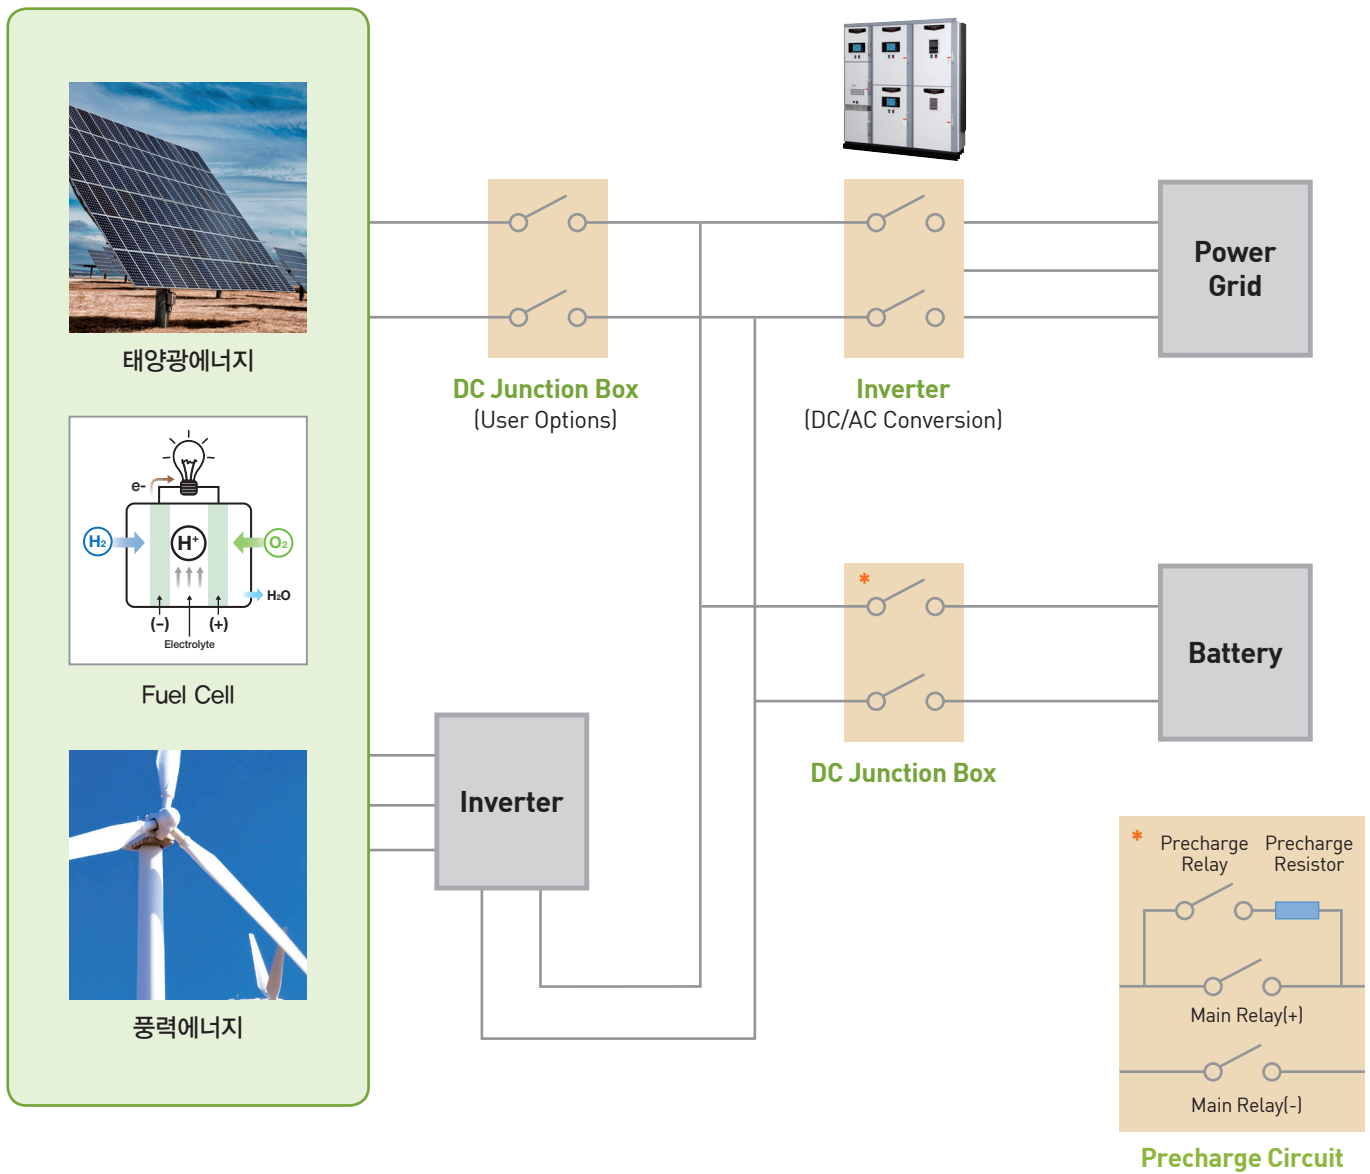 태양광에너지
e-
H₂
H⁺
O₂
H₂O
(−)
(+)
Electrolyte
Fuel Cell
풍력에너지
DC Junction Box
(User Options)
Inverter
(DC/AC Conversion)
Power
Grid
*
DC Junction Box
Battery
Inverter
*
Precharge
Relay
Precharge
Resistor
Main Relay(+)
Main Relay(-)
Precharge Circuit